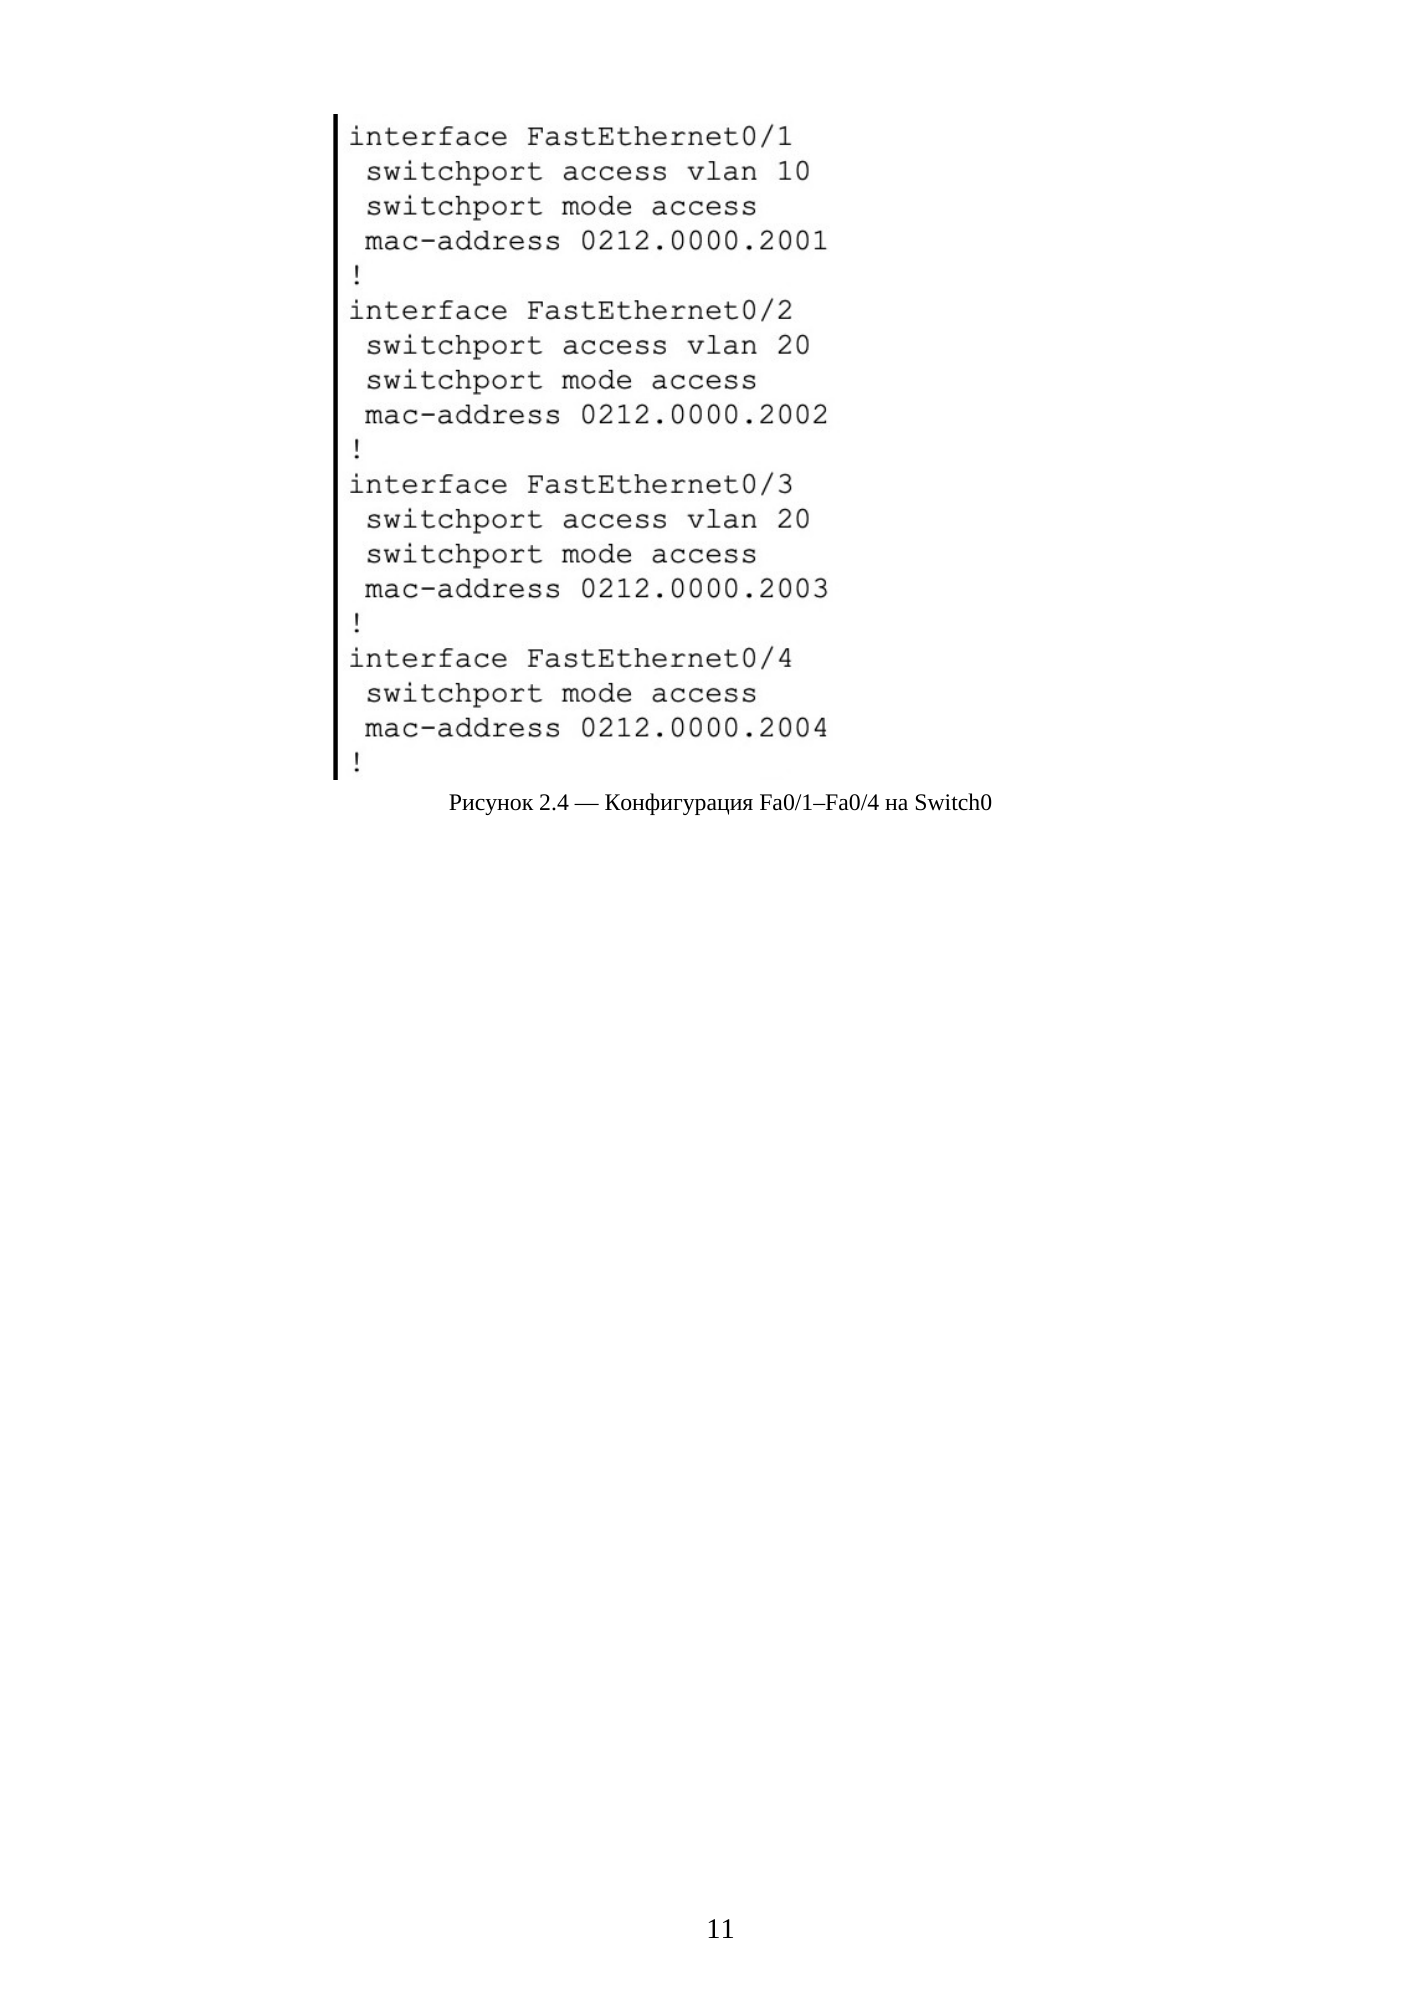 interface FastEthernet0/1
switchport access vlan 10
switchport mode access
mac-address 0212.0000.2001
!
interface FastEthernet0/2
switchport access vlan 20
switchport mode access
mac-address 0212.0000.2002
!
interface FastEthernet0/3
switchport access vlan 20
switchport mode access
mac-address 0212.0000.2003
!
interface FastEthernet0/4
switchport mode access
mac-address 0212.0000.2004
!
Рисунок 2.4 — Конфигурация Fa0/1–Fa0/4 на Switch0
11